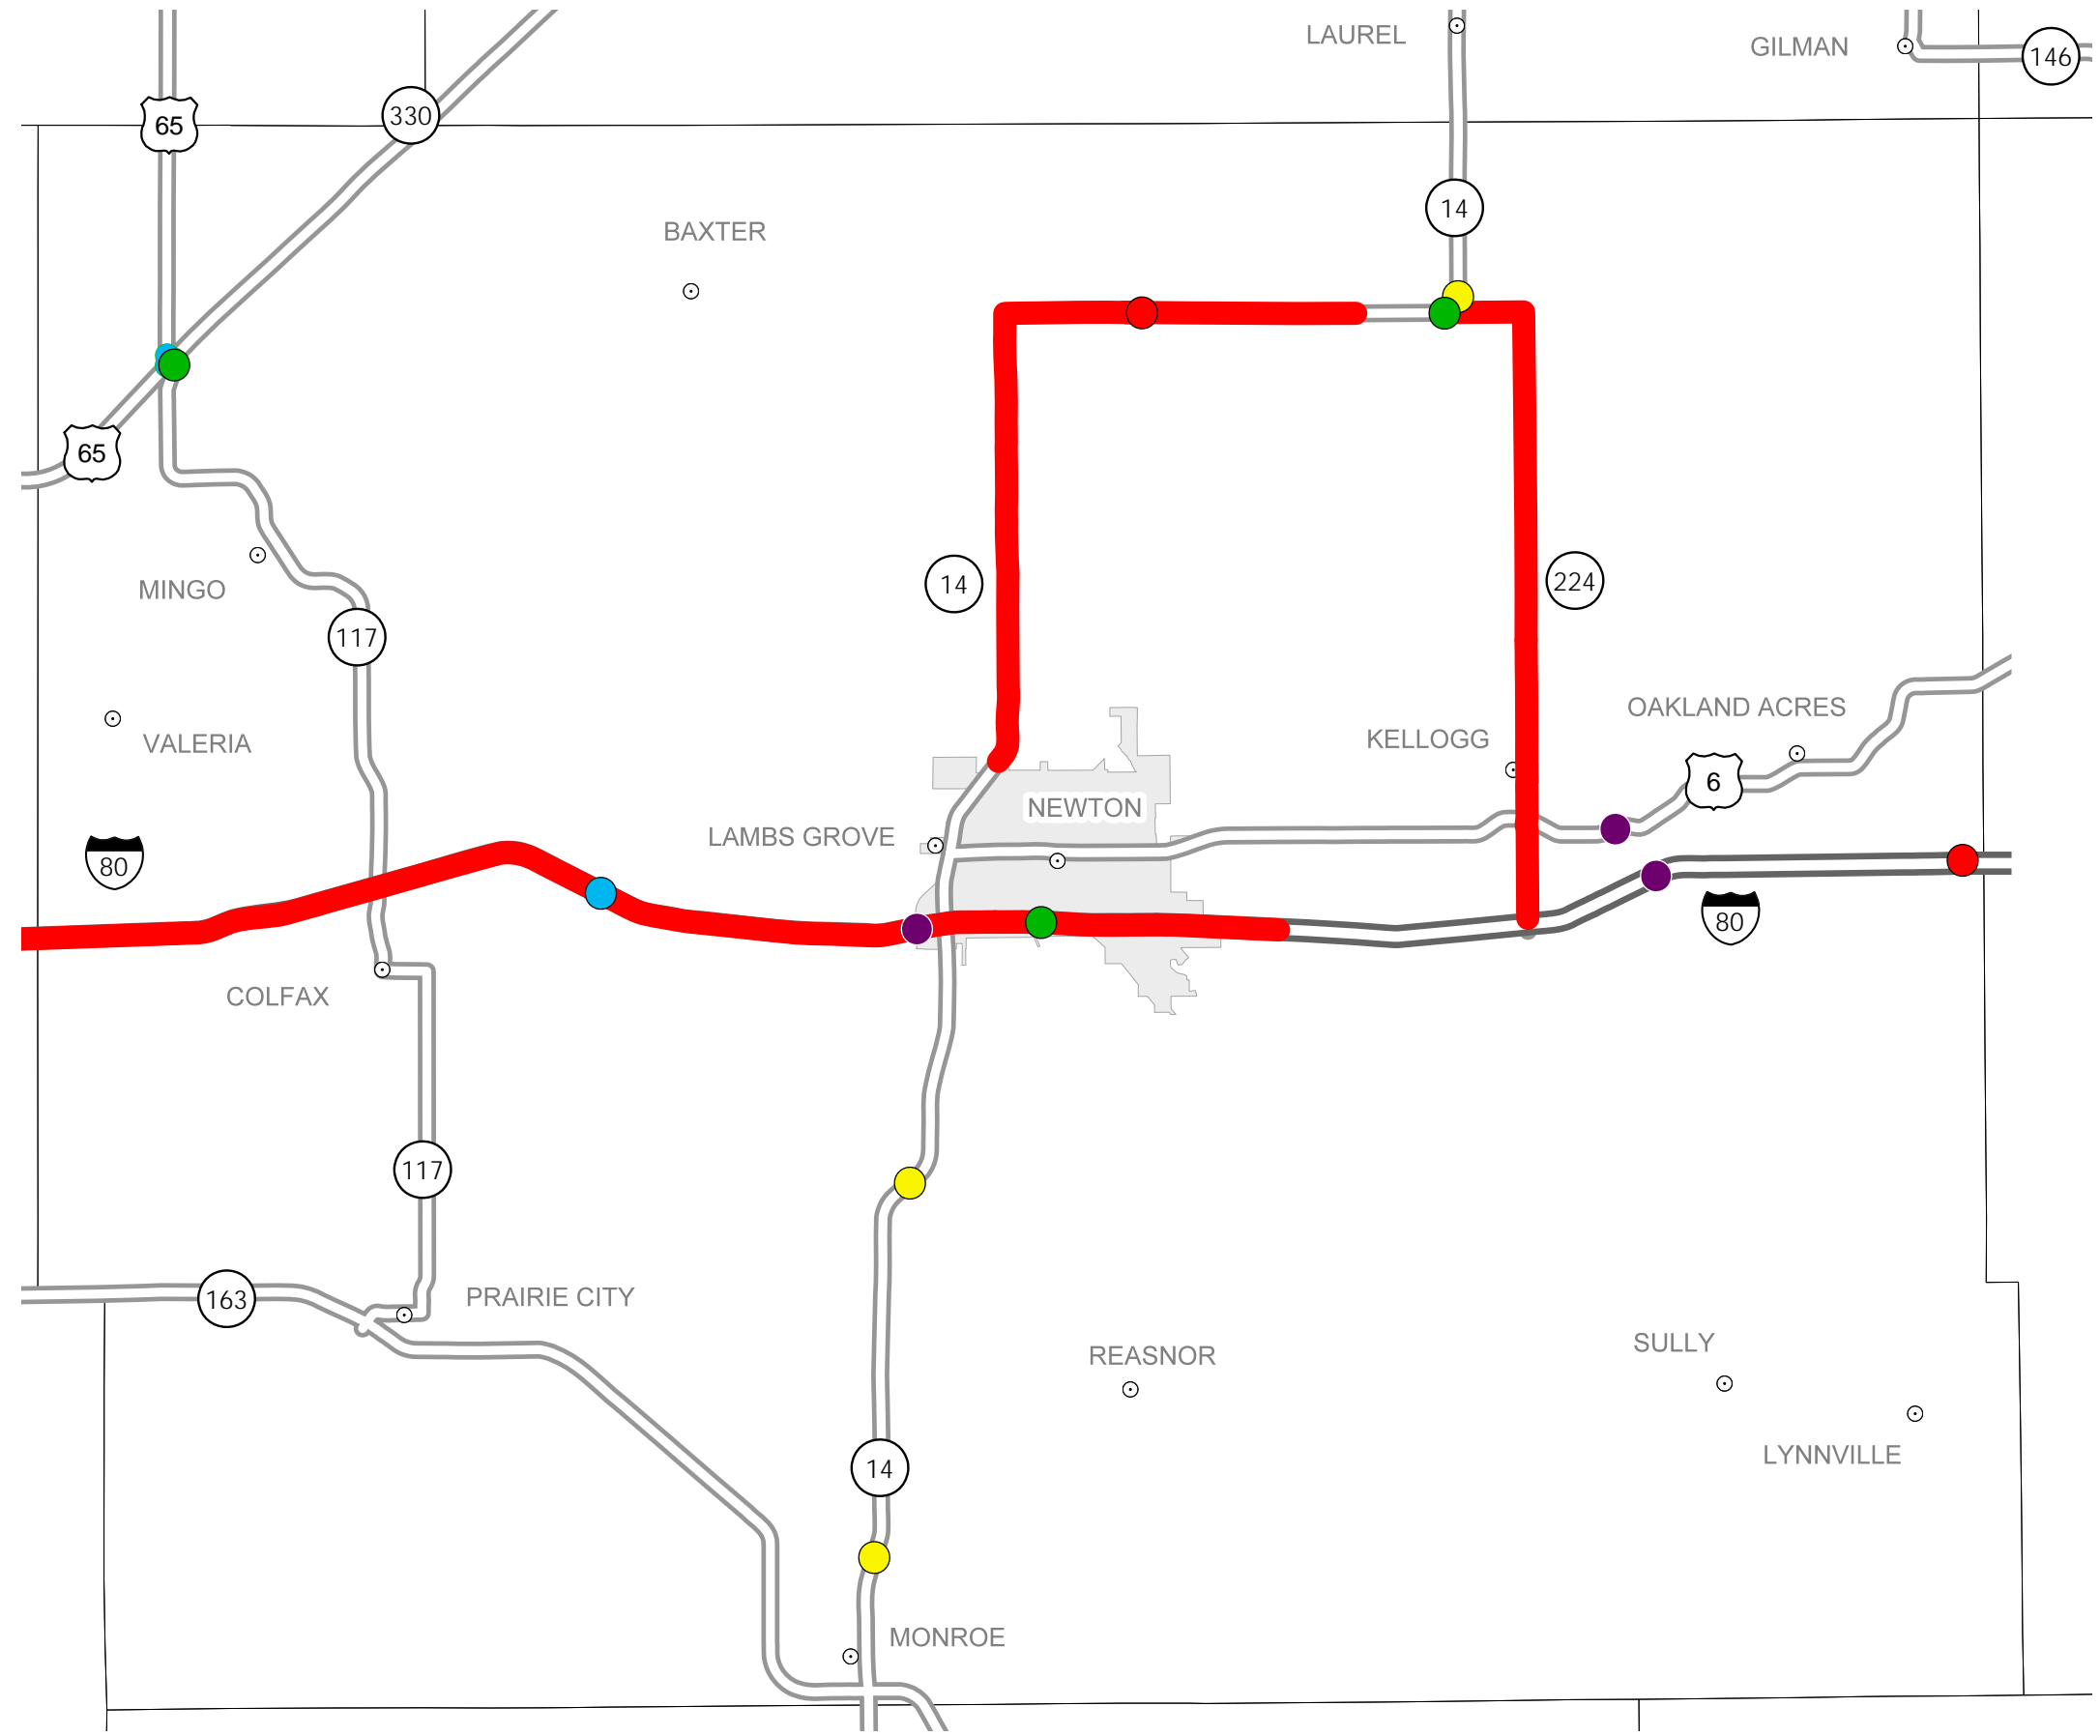 LAUREL
GILMAN
146
65
330
14
BAXTER
65
MINGO
14
224
117
OAKLAND ACRES
VALERIA
KELLOGG
6
NEWTON
LAMBS GROVE
80
80
COLFAX
117
163
PRAIRIE CITY
SULLY
REASNOR
LYNNVILLE
14
MONROE